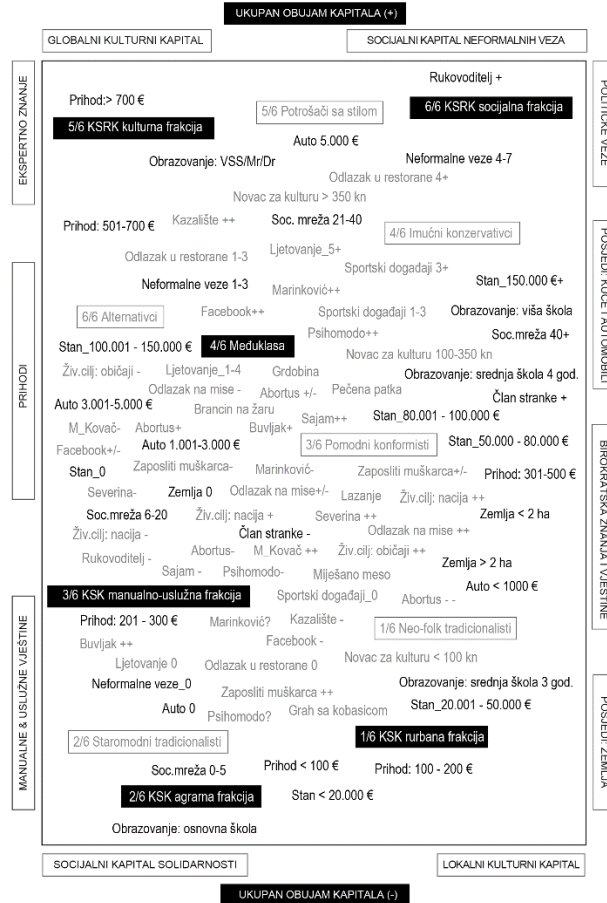 UKUPAN OBUJAM KAPITALA (+)
GLOBALNI KULTURNI KAPITAL
SOCIJALNI KAPITAL NEFORMALNIH VEZA
EKSPERTNO ZNANJE
PRIHODI
MANUALNE & USLUŽNE VJEŠTINE
Rukovoditelj +
Prihod:> 700 €
5/6 Potrošači sa stilom
6/6 KSRK socijalna frakcija
5/6 KSRK kulturna frakcija
Auto 5.000 €
Obrazovanje: VSS/Mr/Dr
Neformalne veze 4-7
Odlazak u restorane 4+
Novac za kulturu > 350 kn
Prihod: 501-700 €
Kazalište ++
Soc. mreža 21-40
4/6 Imućni konzervativci
Odlazak u restorane 1-3
Ljetovanje_5+
Sportski događaji 3+
Neformalne veze 1-3
Marinković++
Stan_150.000 €+
6/6 Alternativci
Facebook++
Sportski događaji 1-3
Obrazovanje: viša škola
Psihomodo++
Soc.mreža 40+
Stan_100.001 - 150.000 €
4/6 Međuklasa
Novac za kulturu 100-350 kn
Živ.cilj: običaji -
Ljetovanje_1-4
Grdobina
Obrazovanje: srednja škola 4 god.
Odlazak na mise -
Abortus +/-
Pečena patka
Član stranke +
Auto 3.001-5.000 €
Brancin na žaru
Sajam++
Stan_80.001 - 100.000 €
M_Kovač-
Abortus+
Buvljak+
Facebook+/-
Auto 1.001-3.000 €
3/6 Pomodni konformisti
Stan_50.000 - 80.000 €
Stan_0
Zaposliti muškarca-
Marinković-
Zaposliti muškarca+/-
Prihod: 301-500 €
Severina-
Zemlja 0
Odlazak na mise+/-
Lazanje
Živ.cilj: nacija ++
Soc.mreža 6-20
Živ.cilj: nacija +
Severina ++
Zemlja < 2 ha
Živ.cilj: nacija -
Član stranke -
Odlazak na mise ++
Rukovoditelj -
Abortus-
M_Kovač ++
Živ.cilj: običaji ++
Sajam -
Psihomodo-
Miješano meso
Zemlja > 2 ha
3/6 KSK manualno-uslužna frakcija
Sportski događaji_0
Auto < 1000 €
Abortus - -
Prihod: 201 - 300 €
Marinković?
Kazalište -
1/6 Neo-folk tradicionalisti
Buvljak ++
Facebook -
Ljetovanje 0
Odlazak u restorane 0
Novac za kulturu < 100 kn
Neformalne veze_0
Zaposliti muškarca ++
Obrazovanje: srednja škola 3 god.
Auto 0
Psihomodo?
Grah sa kobasicom
Stan_20.001 - 50.000 €
2/6 Staromodni tradicionalisti
1/6 KSK rurbana frakcija
Soc.mreža 0-5
Prihod < 100 €
Prihod: 100 - 200 €
2/6 KSK agrarna frakcija
Stan < 20.000 €
Obrazovanje: osnovna škola
POLITIČKE VEZE
POSJEDI: KUĆE I AUTOMOBILI
BIROKRATSKA ZNANJA I VJEŠTINE
POSJEDI: ZEMLJA
SOCIJALNI KAPITAL SOLIDARNOSTI
LOKALNI KULTURNI KAPITAL
UKUPAN OBUJAM KAPITALA (-)